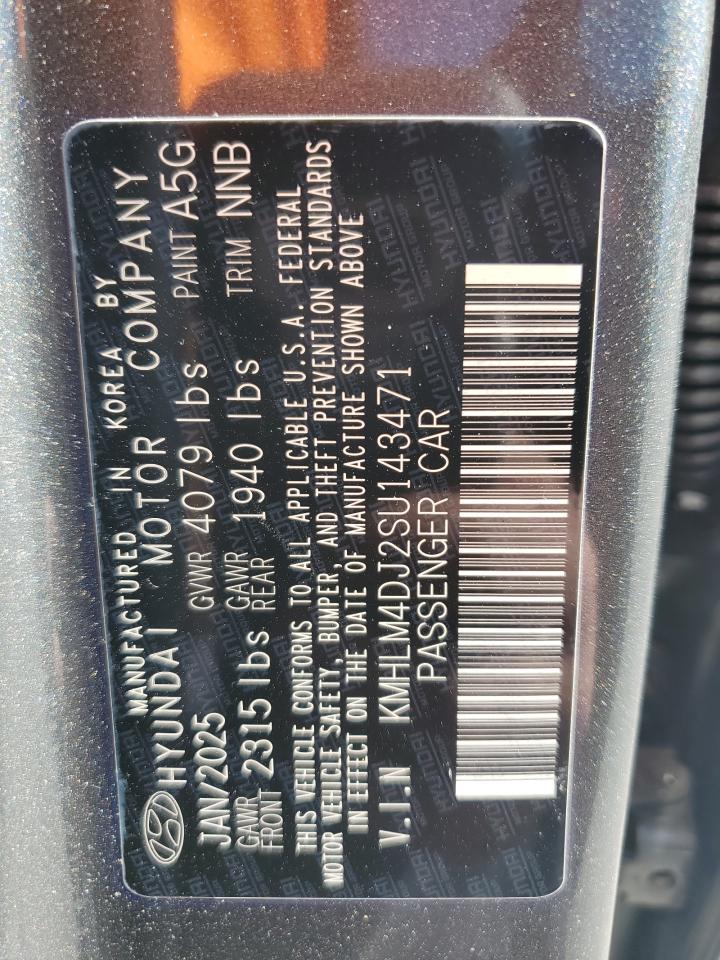 MANUFACTURED IN KOREA BY
HYUNDAI MOTOR COMPANY
JAN/2025 GVWR 4079 lbs PAINT A5G
GAWR FRONT 2315 lbs GAWR REAR 1940 lbs TRIM NNB
THIS VEHICLE CONFORMS TO ALL APPLICABLE U.S.A. FEDERAL
MOTOR VEHICLE SAFETY, BUMPER, AND THEFT PREVENTION STANDARDS
IN EFFECT ON THE DATE OF MANUFACTURE SHOWN ABOVE
V.I.N KMHLM4DJ2SU143471
PASSENGER CAR